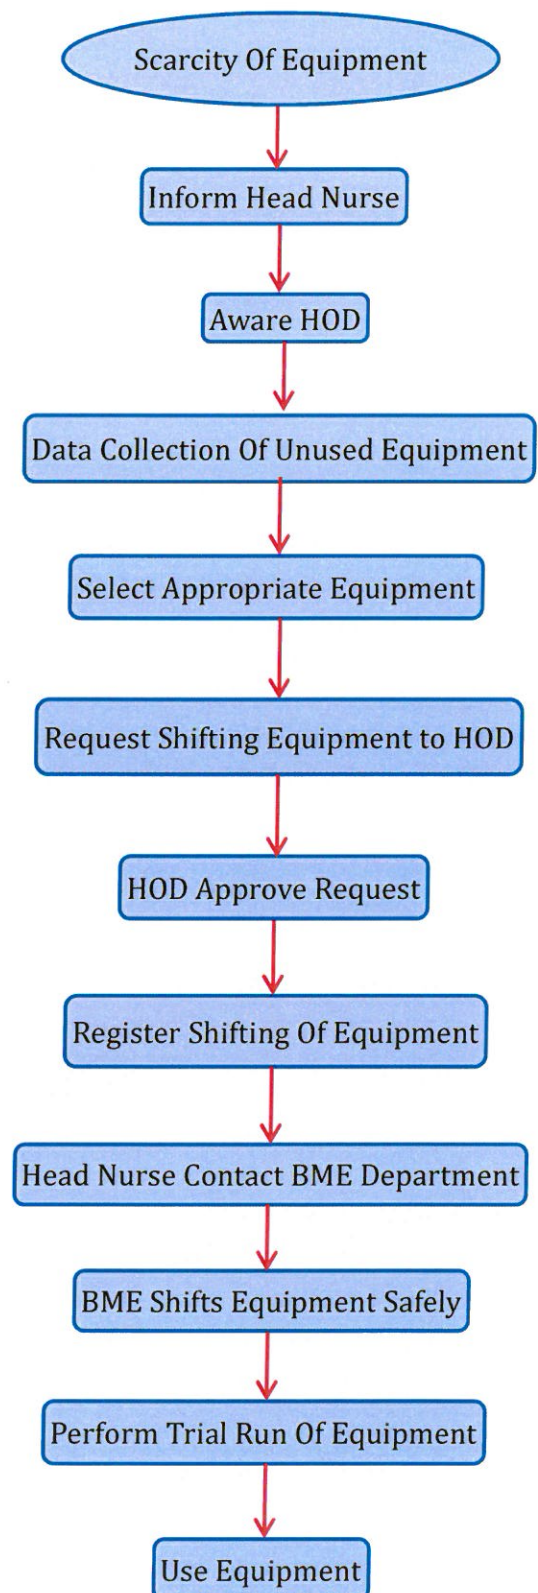 Scarcity Of Equipment
Inform Head Nurse
Aware HOD
Data Collection Of Unused Equipment
Select Appropriate Equipment
Request Shifting Equipment to HOD
HOD Approve Request
Register Shifting Of Equipment
Head Nurse Contact BME Department
BME Shifts Equipment Safely
Perform Trial Run Of Equipment
Use Equipment